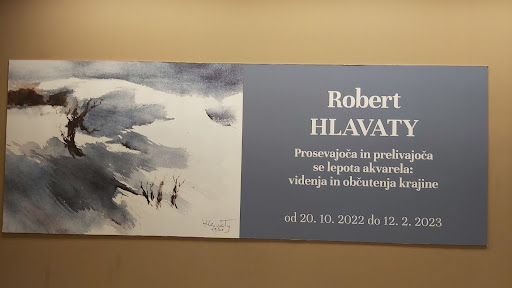 Robert
HLAVATY
Prosevajoča in prelivajoča
se lepota akvarela:
videnja in občutenja krajine
od 20. 10. 2022 do 12. 2. 2023
Hlavaty